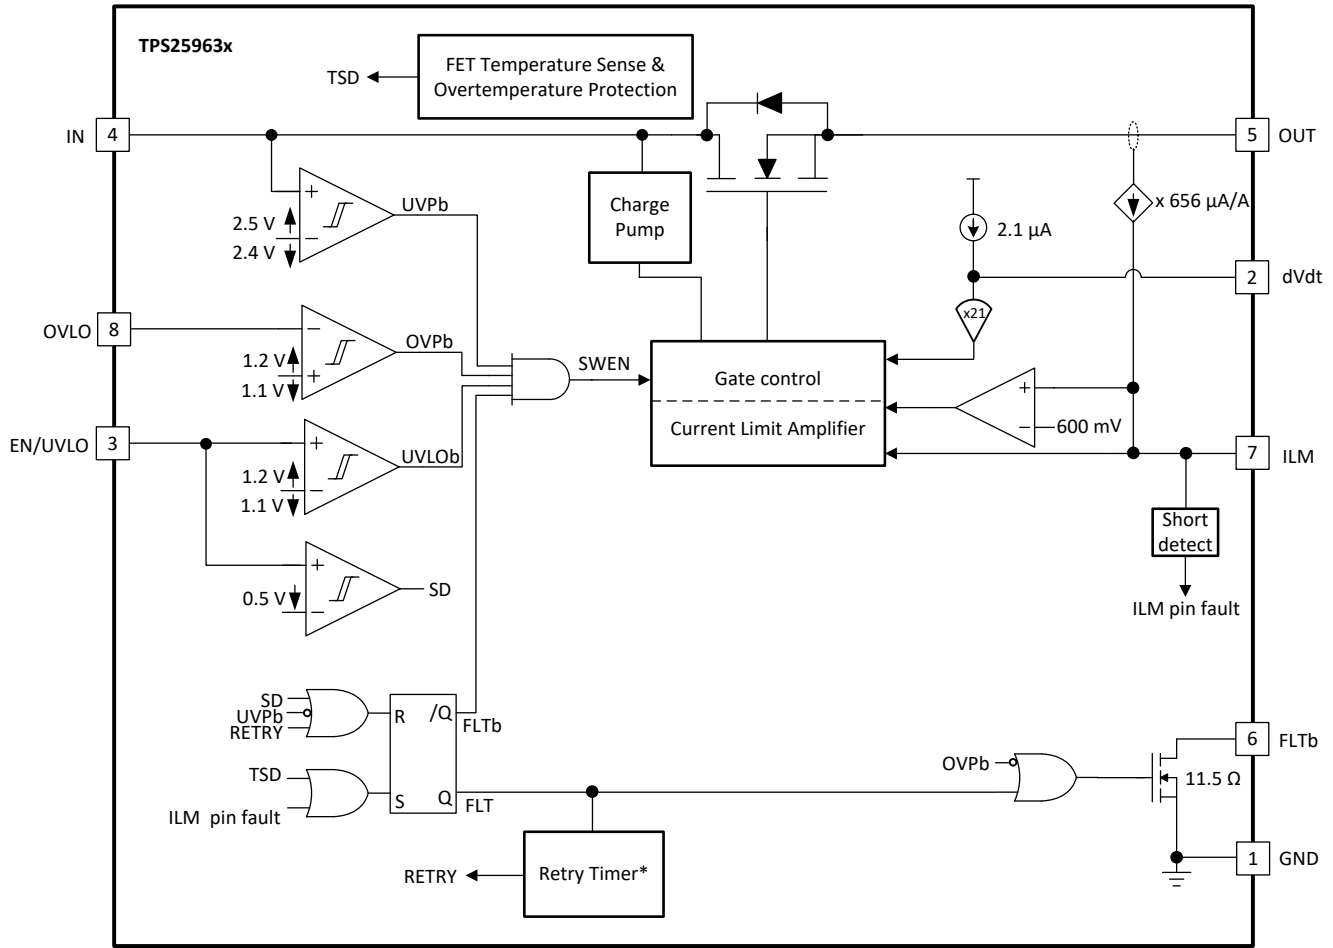 TPS25963x
FET Temperature Sense &
Overtemperature Protection
TSD
IN
4
5
OUT
UVPb
+
2.5 V
−
2.4 V
Charge
Pump
x 656 µA/A
2.1 µA
2
dVdt
x21
OVLO
8
−
OVPb
1.2 V
+
1.1 V
SWEN
Gate control
Current Limit Amplifier
+
−
600 mV
EN/UVLO
3
+
UVLOb
1.2 V
−
1.1 V
7
ILM
Short
detect
ILM pin fault
+
SD
0.5 V
−
SD
UVPb
RETRY
R
/Q
FLTb
TSD
ILM pin fault
S
Q
FLT
OVPb
6
FLTb
11.5 Ω
1
GND
RETRY
Retry Timer*